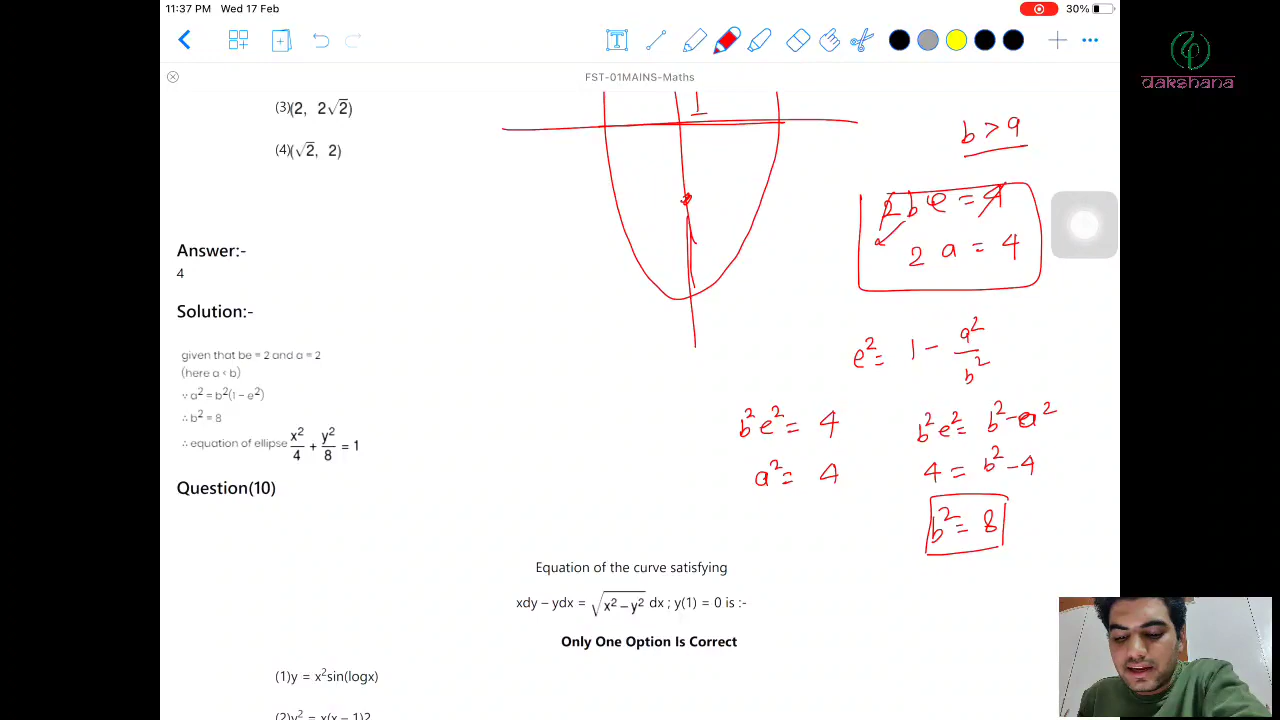 11:37 PM Wed 17 Feb
30%
FST-01MAINS-Maths
dakshana
(3)(2, 2√2)
(4)(√2, 2)
1
b > a
2be = 4
2a = 4
Answer:-
4
Solution:-
given that be = 2 and a = 2
(here a < b)
∵ a² = b²(1 – e²)
∴ b² = 8
∴ equation of ellipse x²/4 + y²/8 = 1
e² = 1 – a²/b²
b²e² = 4
a² = 4
b²e² = b² – a²
4 = b² – 4
b² = 8
Question(10)
Equation of the curve satisfying
xdy – ydx = √(x² – y²) dx ; y(1) = 0 is :-
Only One Option Is Correct
(1)y = x²sin(logx)
(2)y² = x(x – 1)2